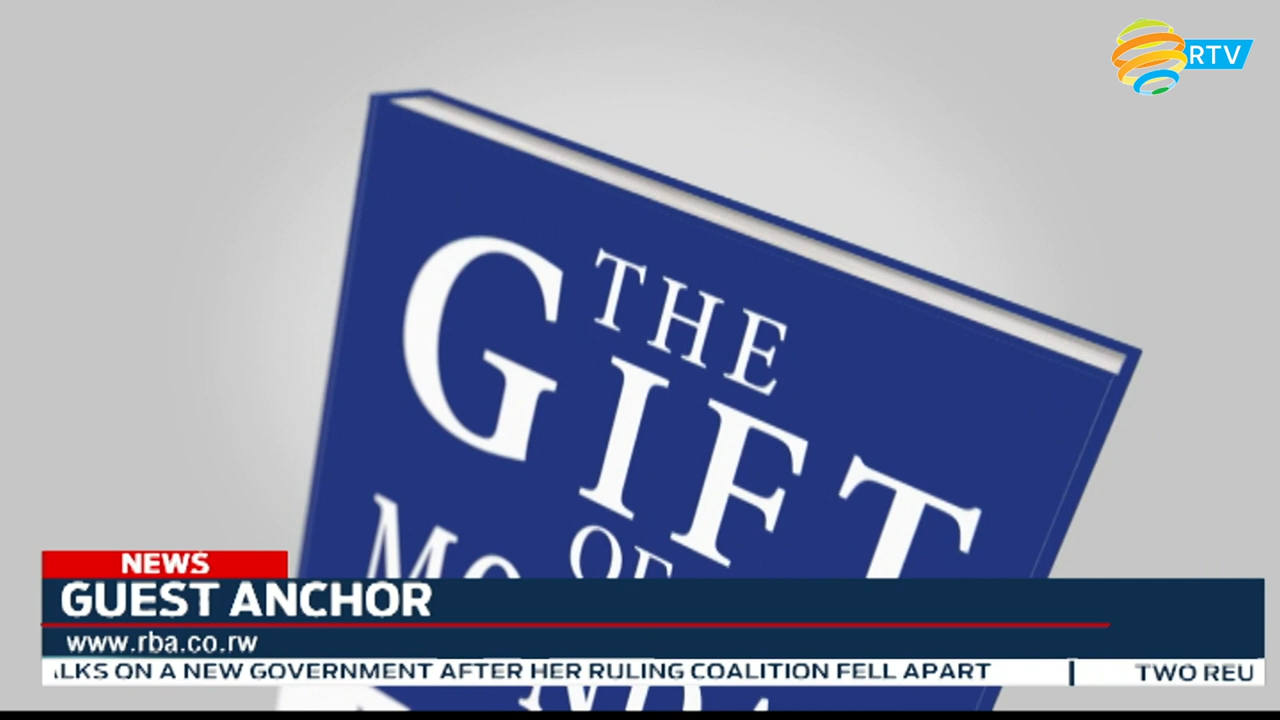 RTV
THE
GIFT
OF
NEWS
GUEST ANCHOR
www.rba.co.rw
LKS ON A NEW GOVERNMENT AFTER HER RULING COALITION FELL APART | TWO REU